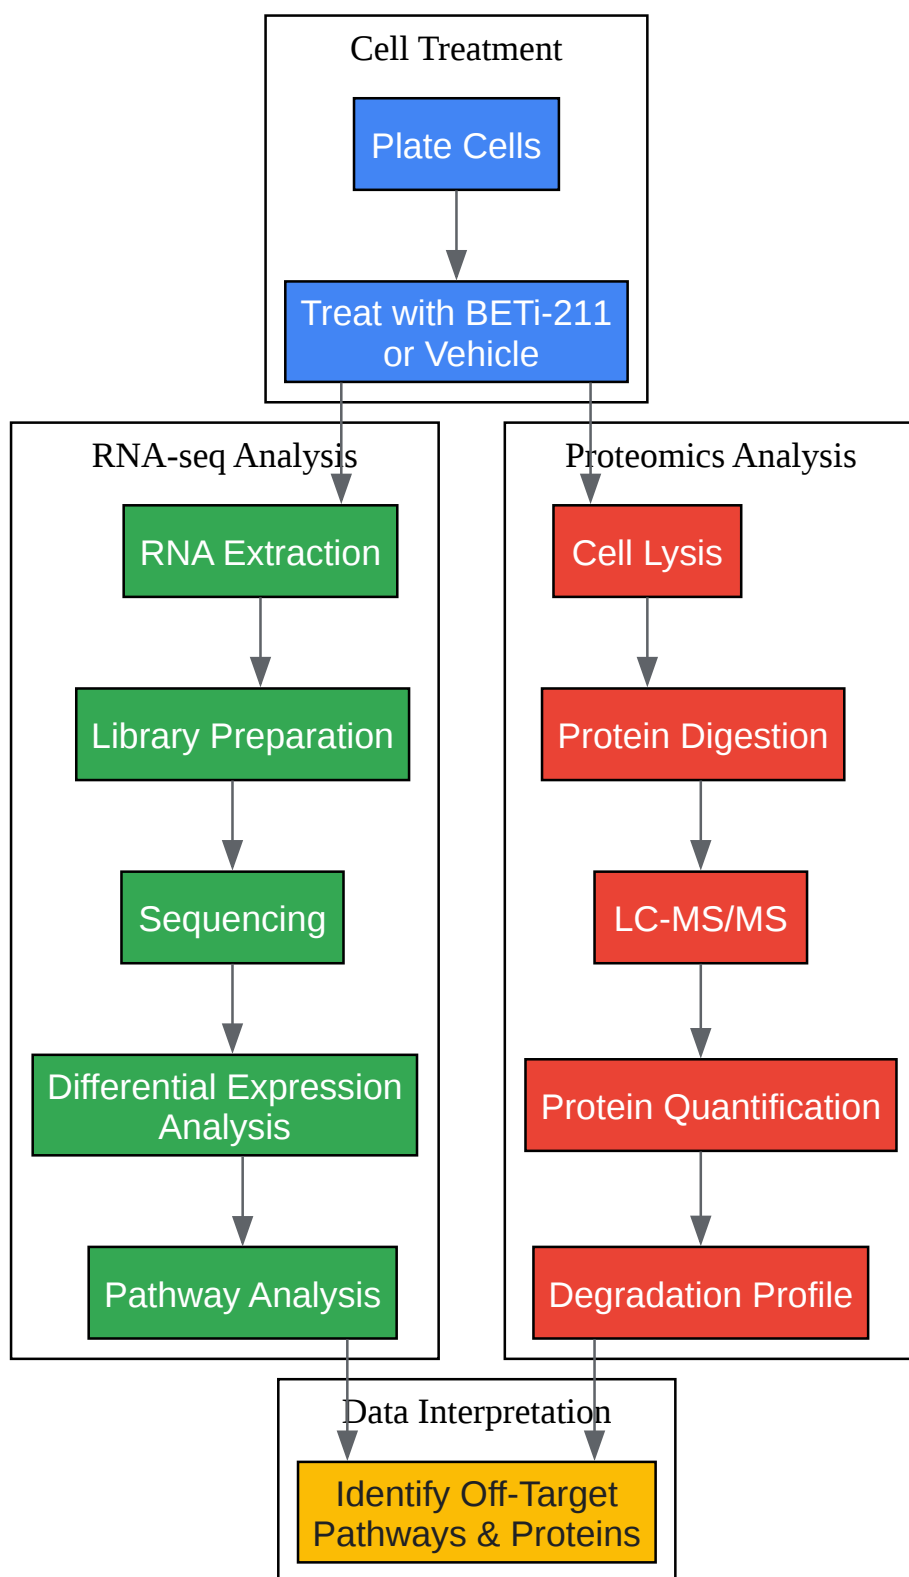 Cell Treatment
Plate Cells
Treat with BETi-211
or Vehicle
RNA-seq Analysis
RNA Extraction
Library Preparation
Sequencing
Differential Expression
Analysis
Pathway Analysis
Proteomics Analysis
Cell Lysis
Protein Digestion
LC-MS/MS
Protein Quantification
Degradation Profile
Data Interpretation
Identify Off-Target
Pathways & Proteins